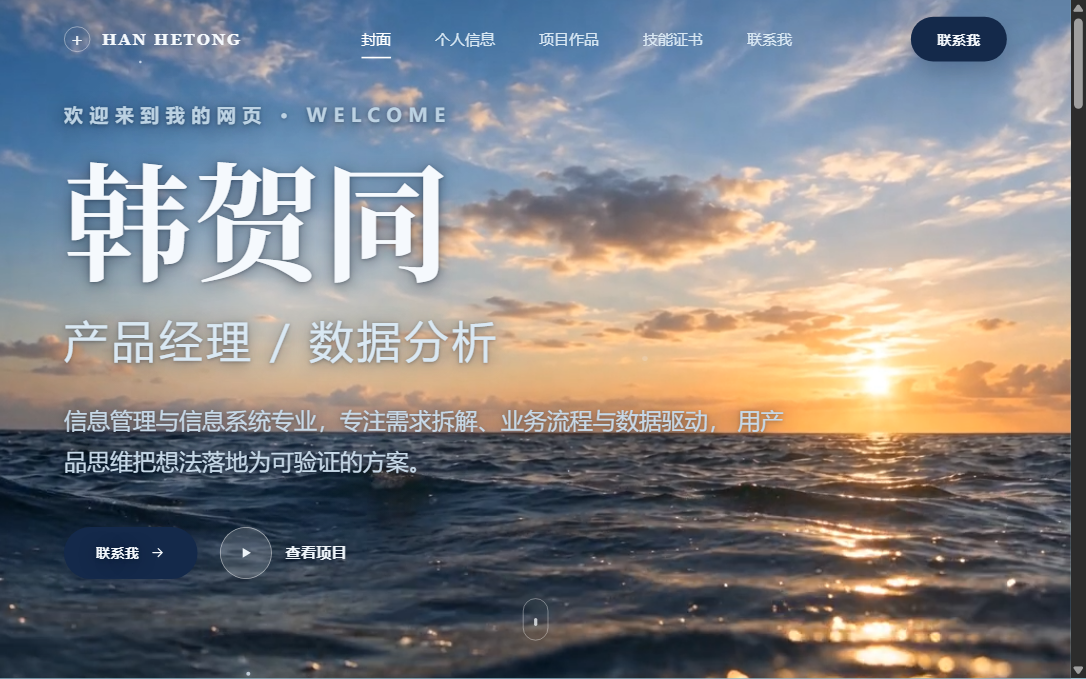 HAN HETONG
封面
个人信息
项目作品
技能证书
联系我
联系我
欢迎来到我的网页 • WELCOME
韩贺同
产品经理 / 数据分析
信息管理与信息系统专业，专注需求拆解、业务流程与数据驱动， 用产
品思维把想法落地为可验证的方案。
联系我 →
查看项目